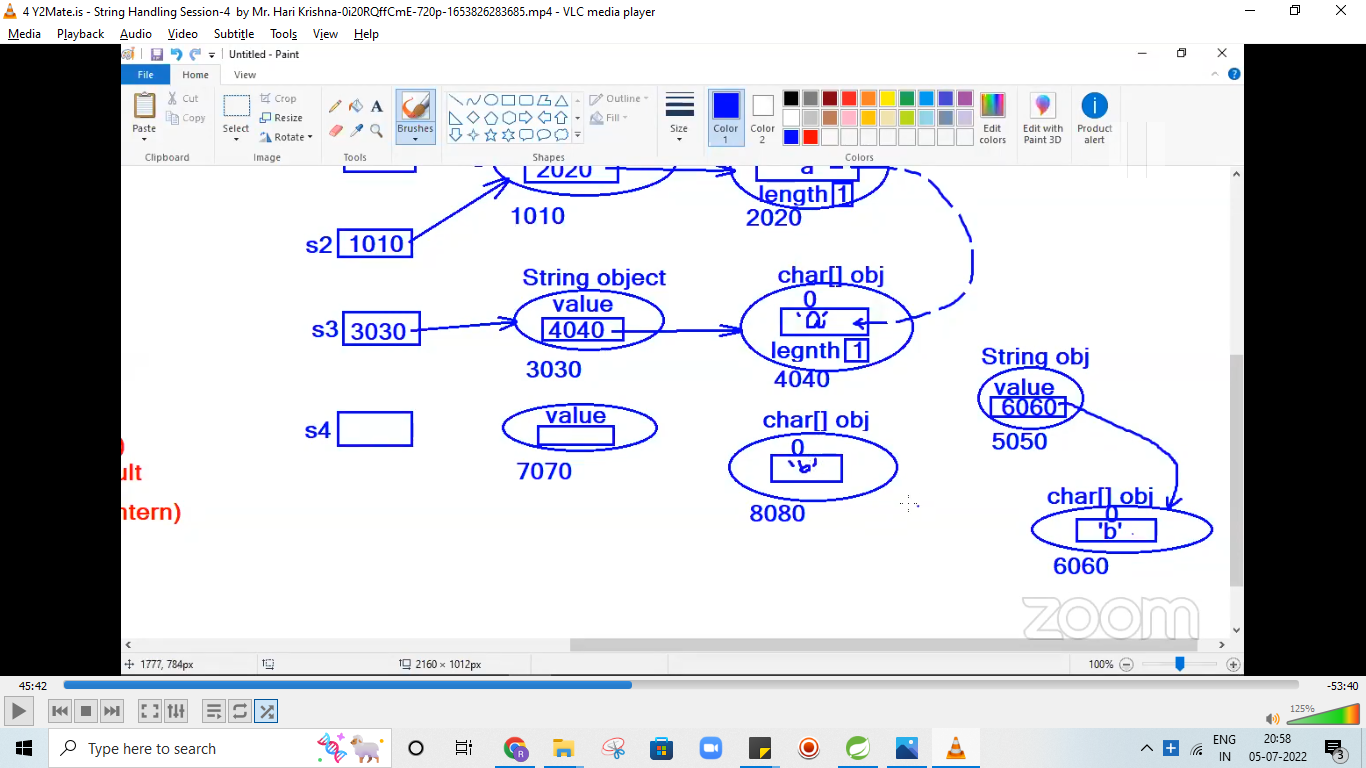 4 Y2Mate.is - String Handling Session-4 by Mr. Hari Krishna-0i20RQffCmE-720p-1653826283685.mp4 - VLC media player
Media Playback Audio Video Subtitle Tools View Help
Untitled - Paint
File Home View
Paste
Cut
Copy
Clipboard
Select
Crop
Resize
Rotate
Image
A
Tools
Brushes
Shapes
Outline
Fill
Size
Color 1
Color 2
Edit colors
Colors
Edit with Paint 3D
Product alert
2020
a
length 1
1010
2020
s2 1010
String object
value
s3 3030
4040
3030
char[] obj
0
'a'
legnth 1
4040
String obj
value
6060
5050
s4
value
7070
char[] obj
0
'b'
8080
char[] obj
0
'b'
6060
)
ult
ntern)
zoom
1777, 784px
2160 × 1012px
100%
45:42
-53:40
125%
Type here to search
R
ENG
IN
20:58
05-07-2022
3